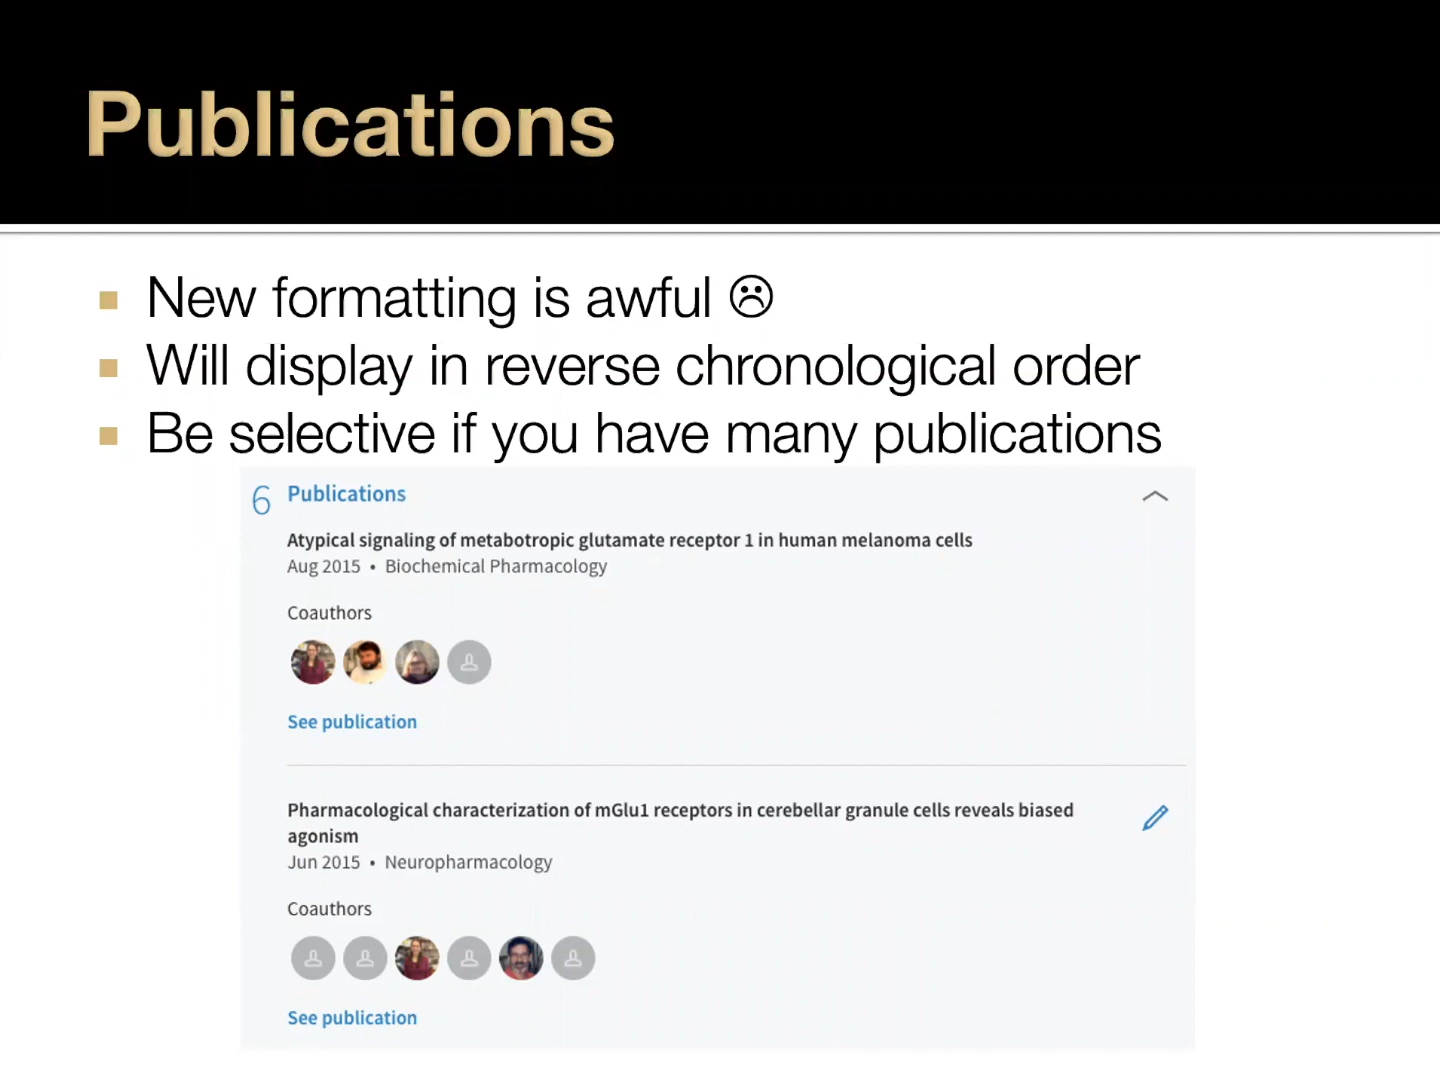 Publications
New formatting is awful ☹
Will display in reverse chronological order
Be selective if you have many publications
6 Publications
Atypical signaling of metabotropic glutamate receptor 1 in human melanoma cells
Aug 2015 • Biochemical Pharmacology
Coauthors
See publication
Pharmacological characterization of mGlu1 receptors in cerebellar granule cells reveals biased
agonism
Jun 2015 • Neuropharmacology
Coauthors
See publication